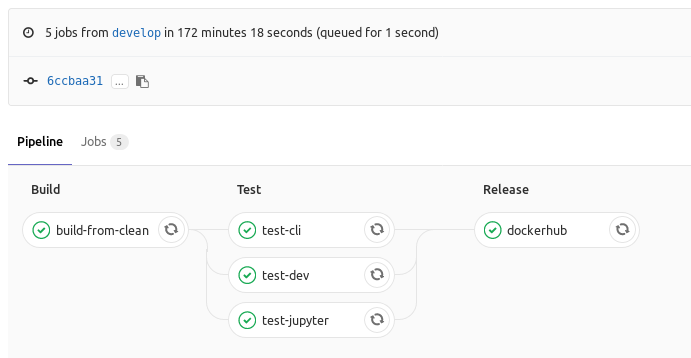 5 jobs from develop in 172 minutes 18 seconds (queued for 1 second)
6ccbaa31 ...
Pipeline Jobs 5
Build Test Release
build-from-clean test-cli dockerhub
test-dev
test-jupyter